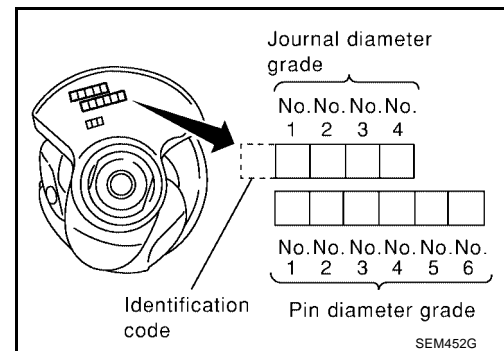 Journal diameter
grade
No. No. No. No.
1 2 3 4
No. No. No. No. No. No.
1 2 3 4 5 6
Identification
code
Pin diameter grade
SEM452G